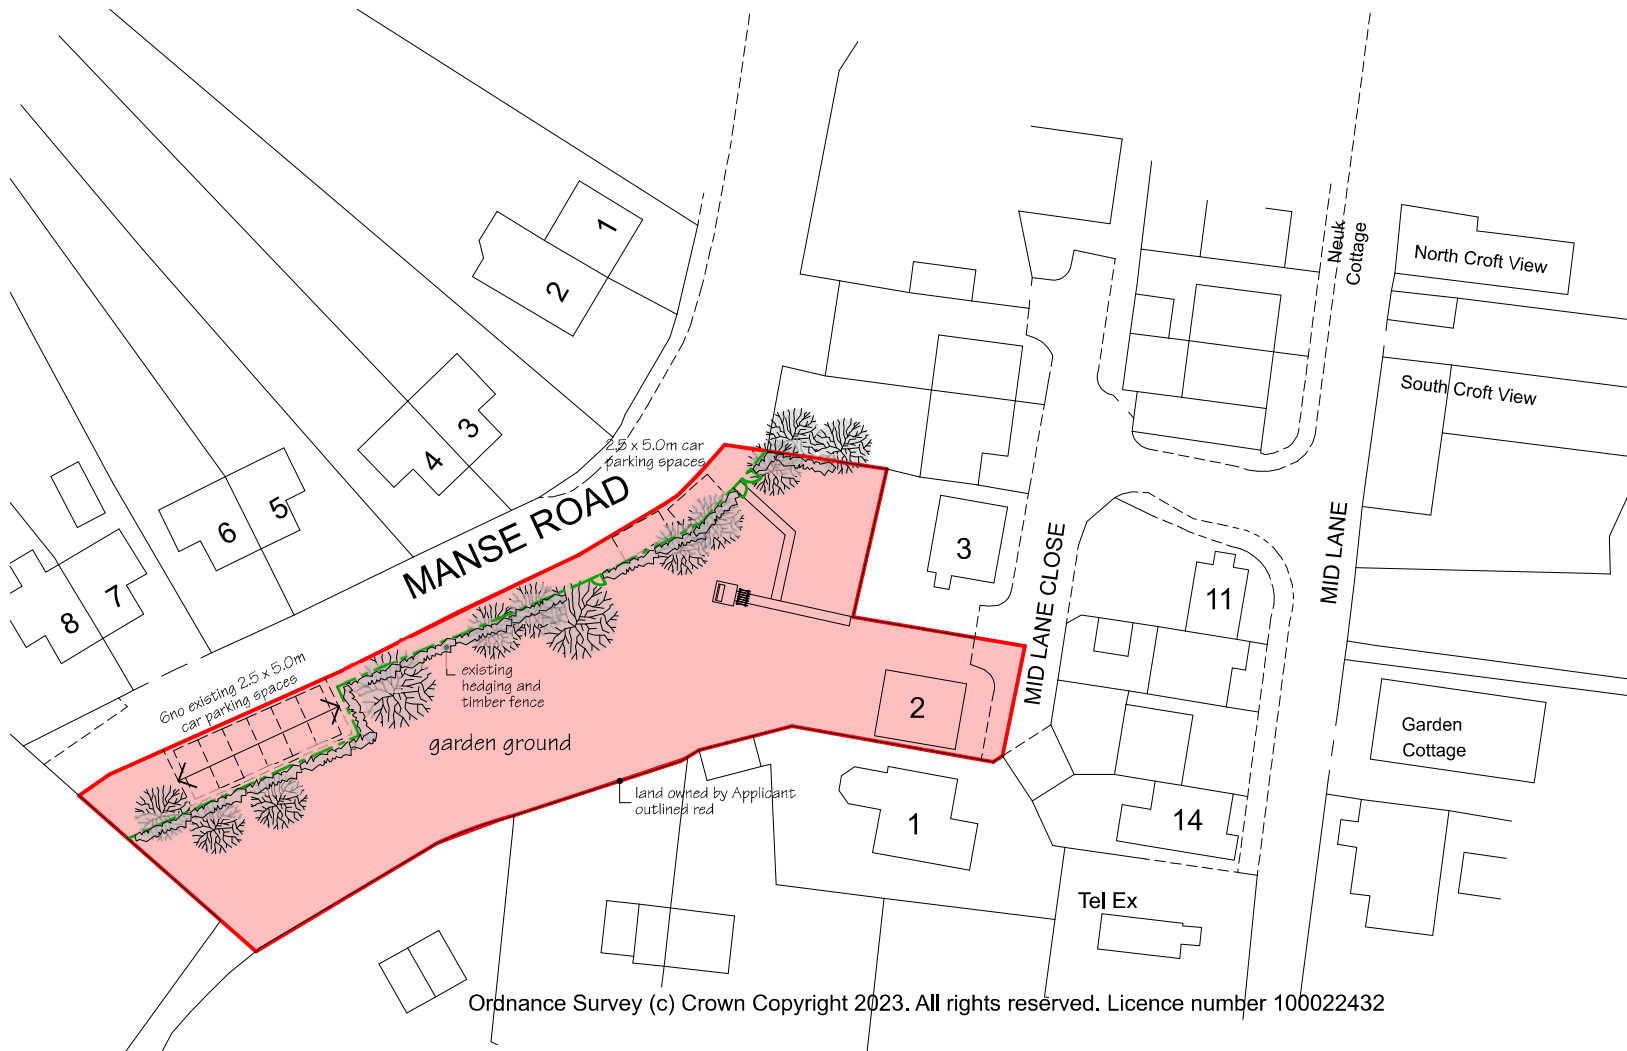 1
2
3
4
5
6
7
8
MANSE ROAD
2.5 x 5.0m car
parking spaces
6no existing 2.5 x 5.0m
car parking spaces
existing
hedging and
timber fence
garden ground
land owned by Applicant
outlined red
Neuk
Cottage
North Croft View
South Croft View
3
MID LANE CLOSE
MID LANE
11
2
1
14
Garden
Cottage
Tel Ex
Ordnance Survey (c) Crown Copyright 2023. All rights reserved. Licence number 100022432